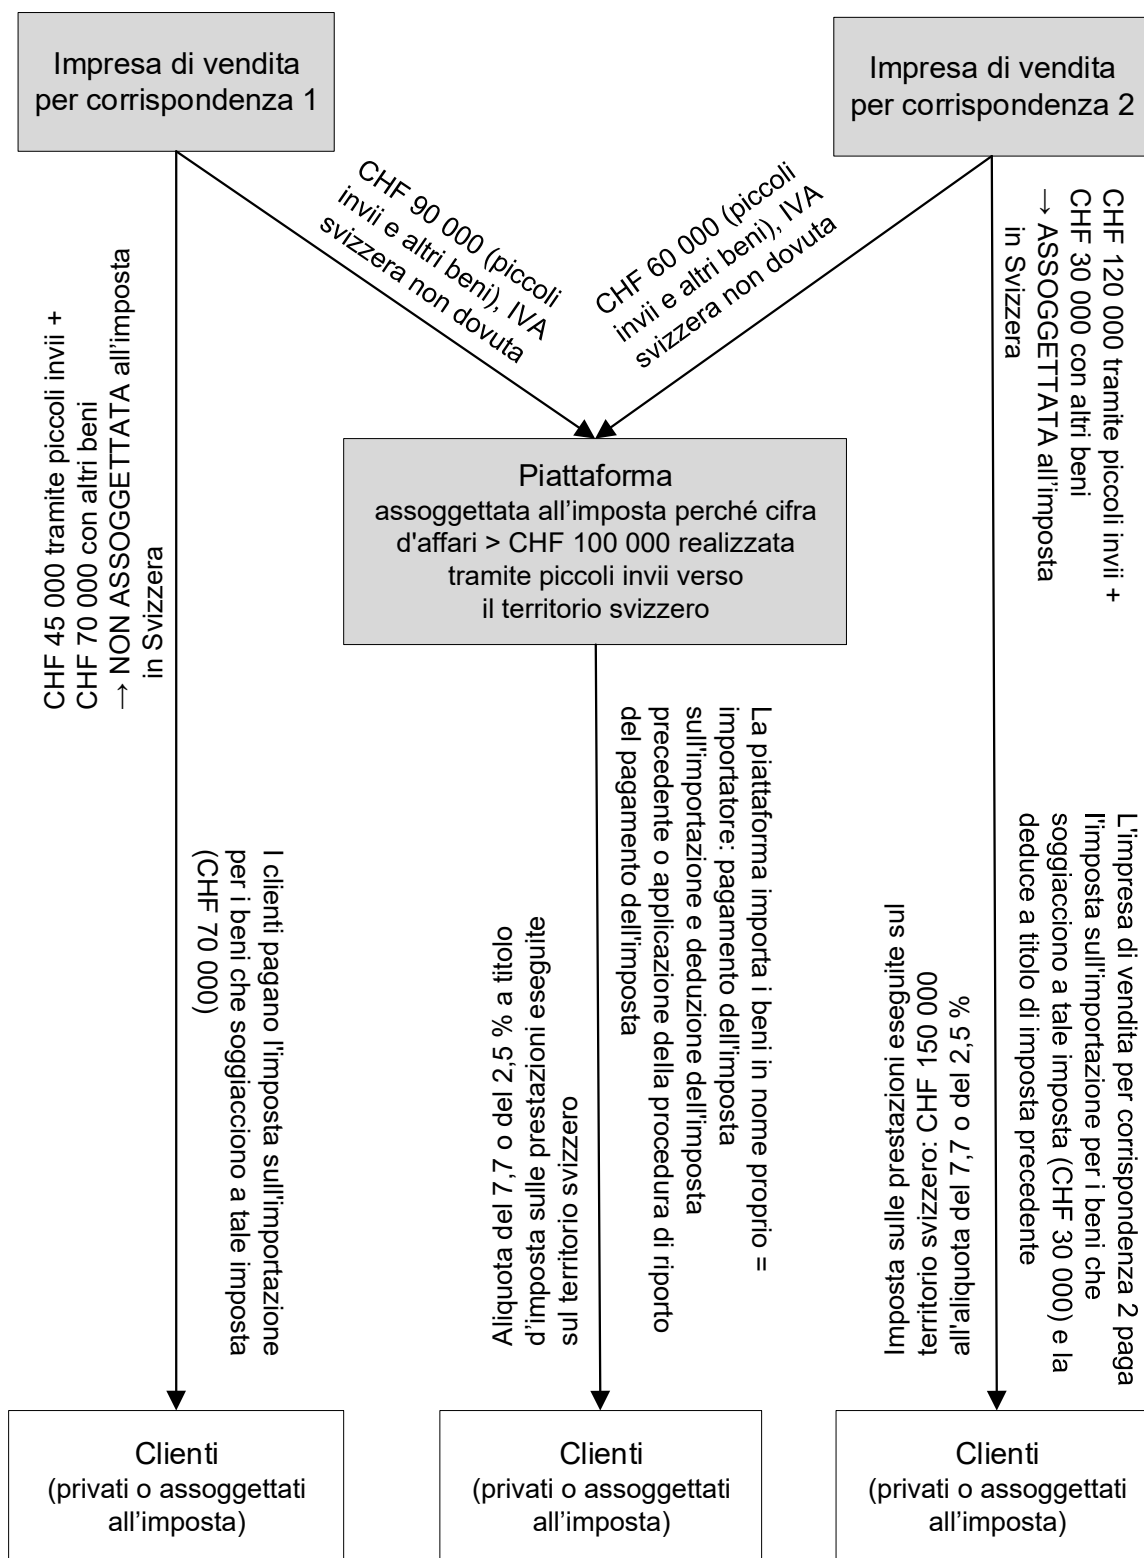 Impresa di vendita
per corrispondenza 1
Impresa di vendita
per corrispondenza 2
CHF 90 000 (piccoli
invii e altri beni), IVA
svizzera non dovuta
CHF 60 000 (piccoli
invii e altri beni), IVA
svizzera non dovuta
CHF 120 000 tramite piccoli invii +
CHF 30 000 con altri beni
→ ASSOGGETTATA all’imposta
in Svizzera
CHF 45 000 tramite piccoli invii +
CHF 70 000 con altri beni
→ NON ASSOGGETTATA all’imposta
in Svizzera
Piattaforma
assoggettata all’imposta perché cifra
d'affari > CHF 100 000 realizzata
tramite piccoli invii verso
il territorio svizzero
I clienti pagano l'imposta sull'importazione
per i beni che soggiacciono a tale imposta
(CHF 70 000)
La piattaforma importa i beni in nome proprio =
importatore: pagamento dell'imposta
sull'importazione e deduzione dell'imposta
precedente o applicazione della procedura di riporto
del pagamento dell'imposta
Aliquota del 7,7 o del 2,5 % a titolo
d’imposta sulle prestazioni eseguite
sul territorio svizzero
L'impresa di vendita per corrispondenza 2 paga
l'imposta sull'importazione per i beni che
soggiacciono a tale imposta (CHF 30 000) e la
deduce a titolo di imposta precedente
Imposta sulle prestazioni eseguite sul
territorio svizzero: CHF 150 000
all'aliquota del 7,7 o del 2,5 %
Clienti
(privati o assoggettati
all’imposta)
Clienti
(privati o assoggettati
all’imposta)
Clienti
(privati o assoggettati
all’imposta)